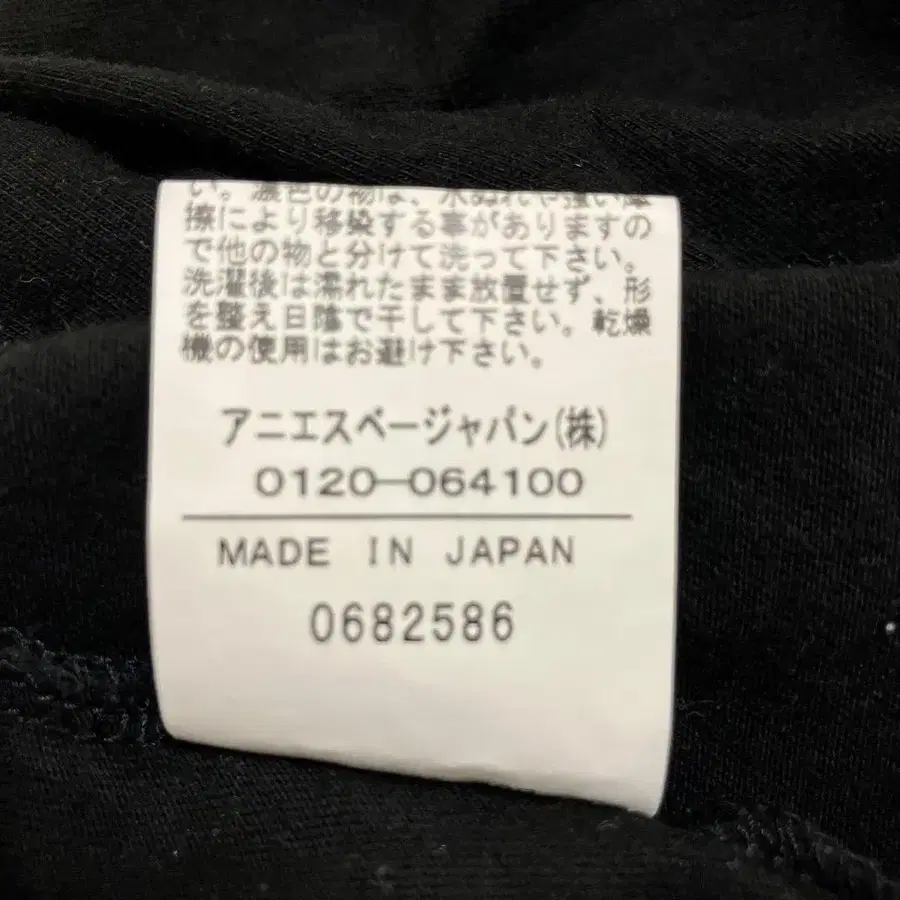 い。濃色の物は、水ぬれや強い摩
擦により移染する事がありますの
で他の物と分けて洗って下さい。
洗濯後は濡れたまま放置せず、形
を整え日陰で干して下さい。乾燥
機の使用はお避け下さい。
アニエスベージャパン(株)
0120-064100
MADE IN JAPAN
0682586